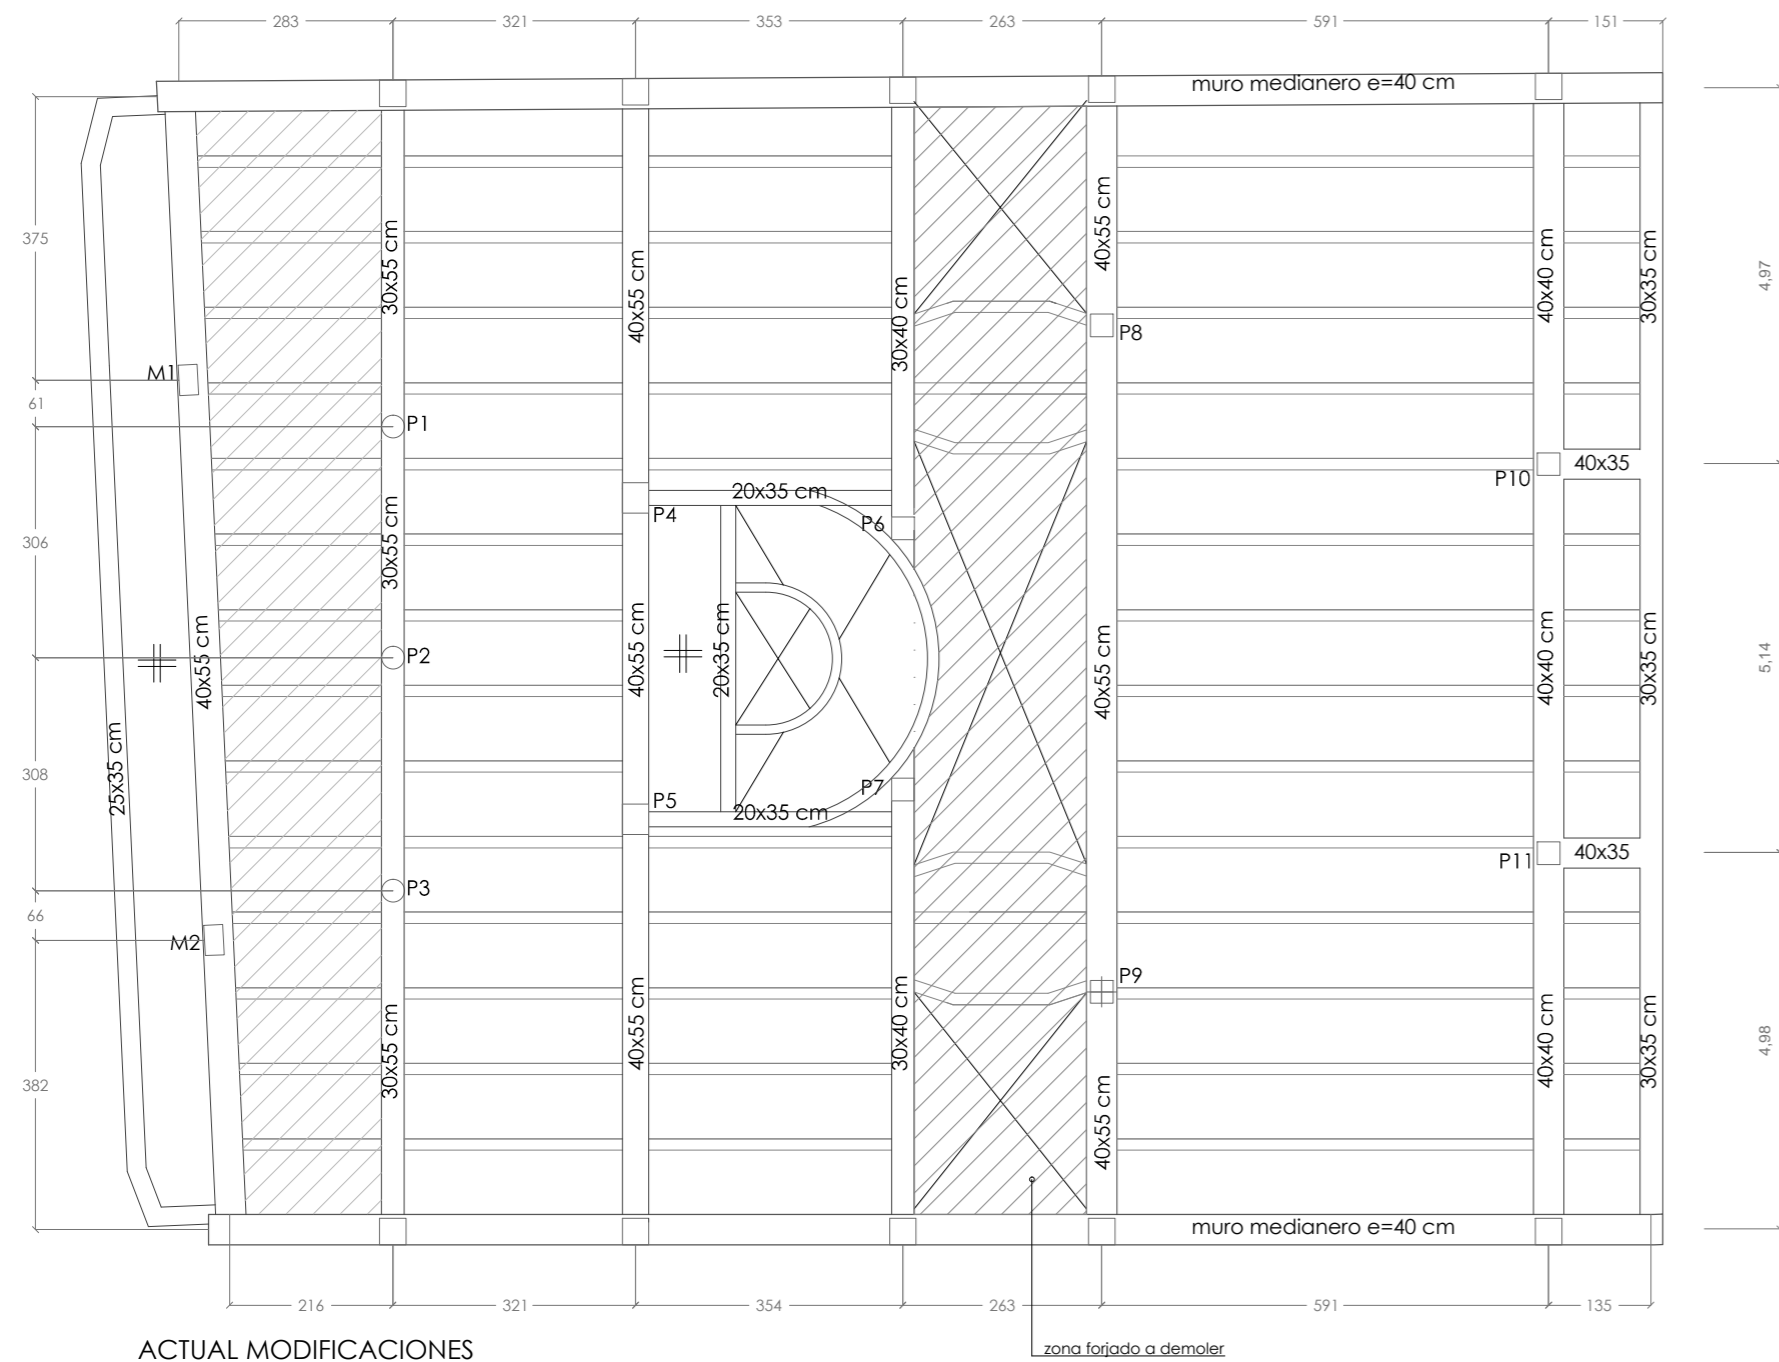 283
321
353
263
591
151
muro medianero e=40 cm
375
61
306
308
66
382
4,97
5,14
4,98
30x55 cm
40x55 cm
30x40 cm
40x55 cm
40x40 cm
30x35 cm
M1
P1
P8
P10
40x35
20x35 cm
P4
P6
30x55 cm
P2
40x55 cm
25x35 cm
40x55 cm
20x35 cm
40x55 cm
40x40 cm
30x35 cm
P5
P7
20x35 cm
P11
40x35
P3
M2
P9
30x55 cm
40x55 cm
30x40 cm
40x55 cm
40x40 cm
30x35 cm
muro medianero e=40 cm
216
321
354
263
591
135
ACTUAL MODIFICACIONES
zona forjado a demoler